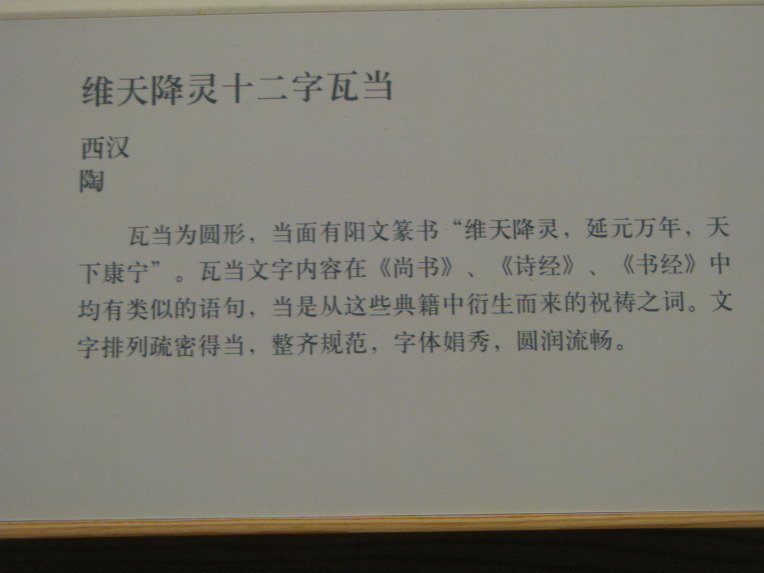 维天降灵十二字瓦当
西汉
陶
瓦当为圆形，当面有阳文篆书“维天降灵，延元万年，天
下康宁”。瓦当文字内容在《尚书》、《诗经》、《书经》中
均有类似的语句，当是从这些典籍中衍生而来的祝祷之词。文
字排列疏密得当，整齐规范，字体娟秀，圆润流畅。